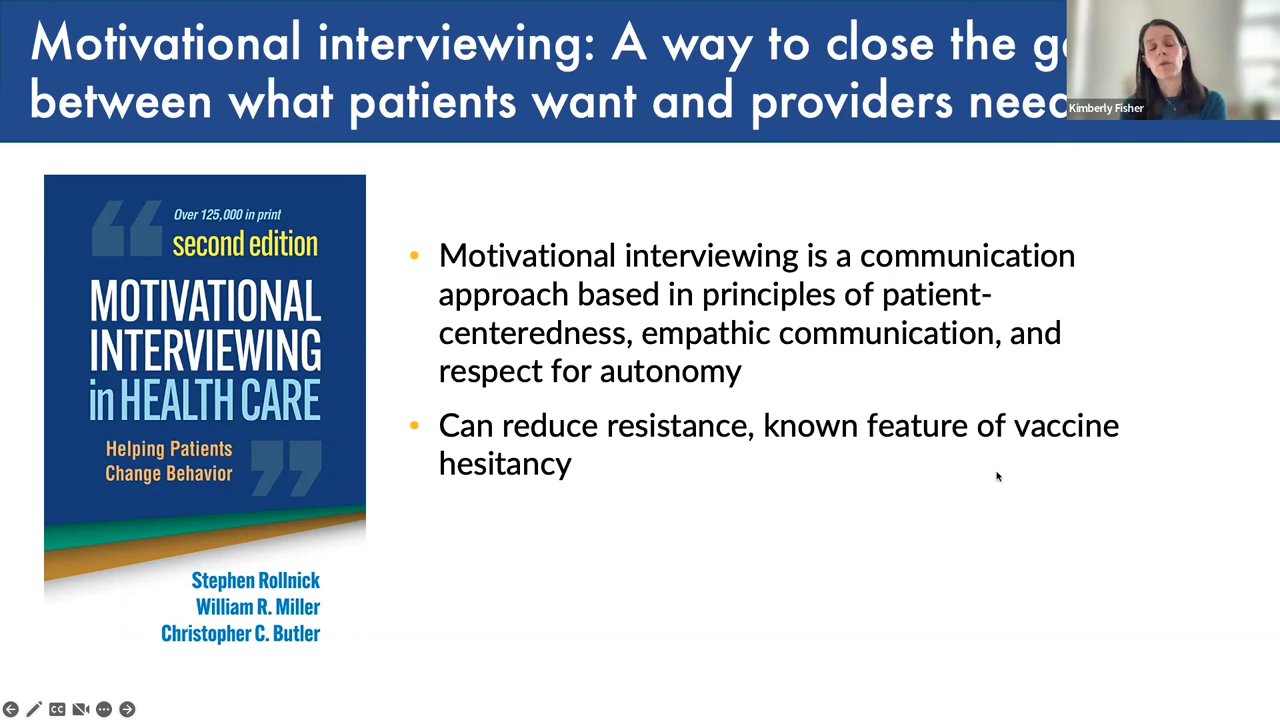 Motivational interviewing: A way to close the
between what patients want and providers
Kimberly Fisher
Over 125,000 in print
second edition
MOTIVATIONAL
INTERVIEWING
in HEALTH CARE
Helping Patients
Change Behavior
Stephen Rollnick
William R. Miller
Christopher C. Butler
• Motivational interviewing is a communication
approach based in principles of patient-
centeredness, empathic communication, and
respect for autonomy
• Can reduce resistance, known feature of vaccine
hesitancy
CC